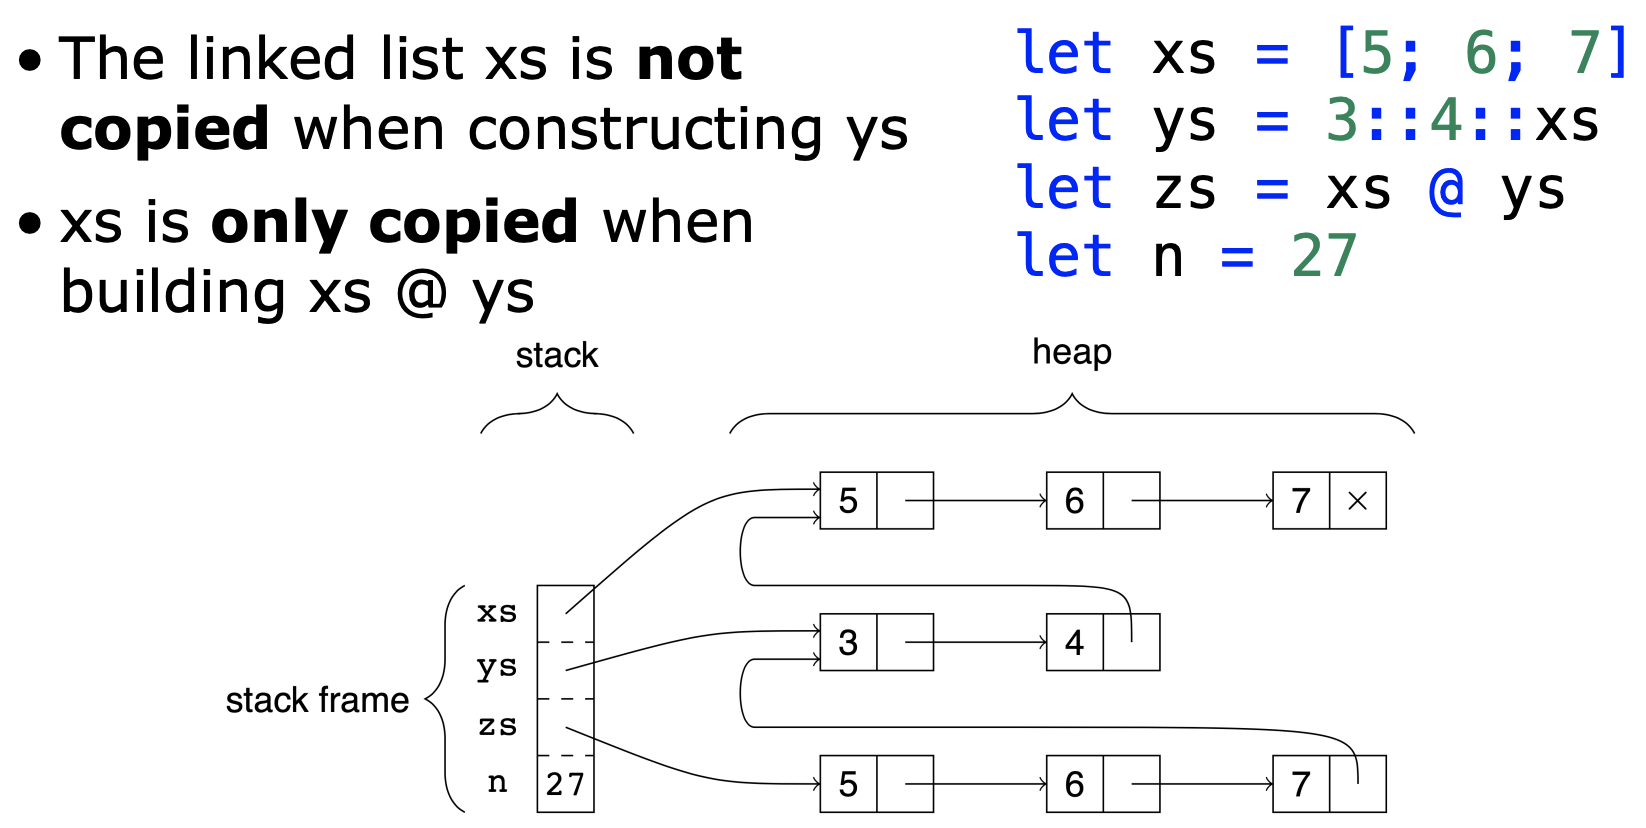 • The linked list xs is not
copied when constructing ys
• xs is only copied when
building xs @ ys
let xs = [5; 6; 7]
let ys = 3::4::xs
let zs = xs @ ys
let n = 27
stack
heap
5 6 7 ×
xs
3 4
ys
stack frame
zs
n 27
5 6 7